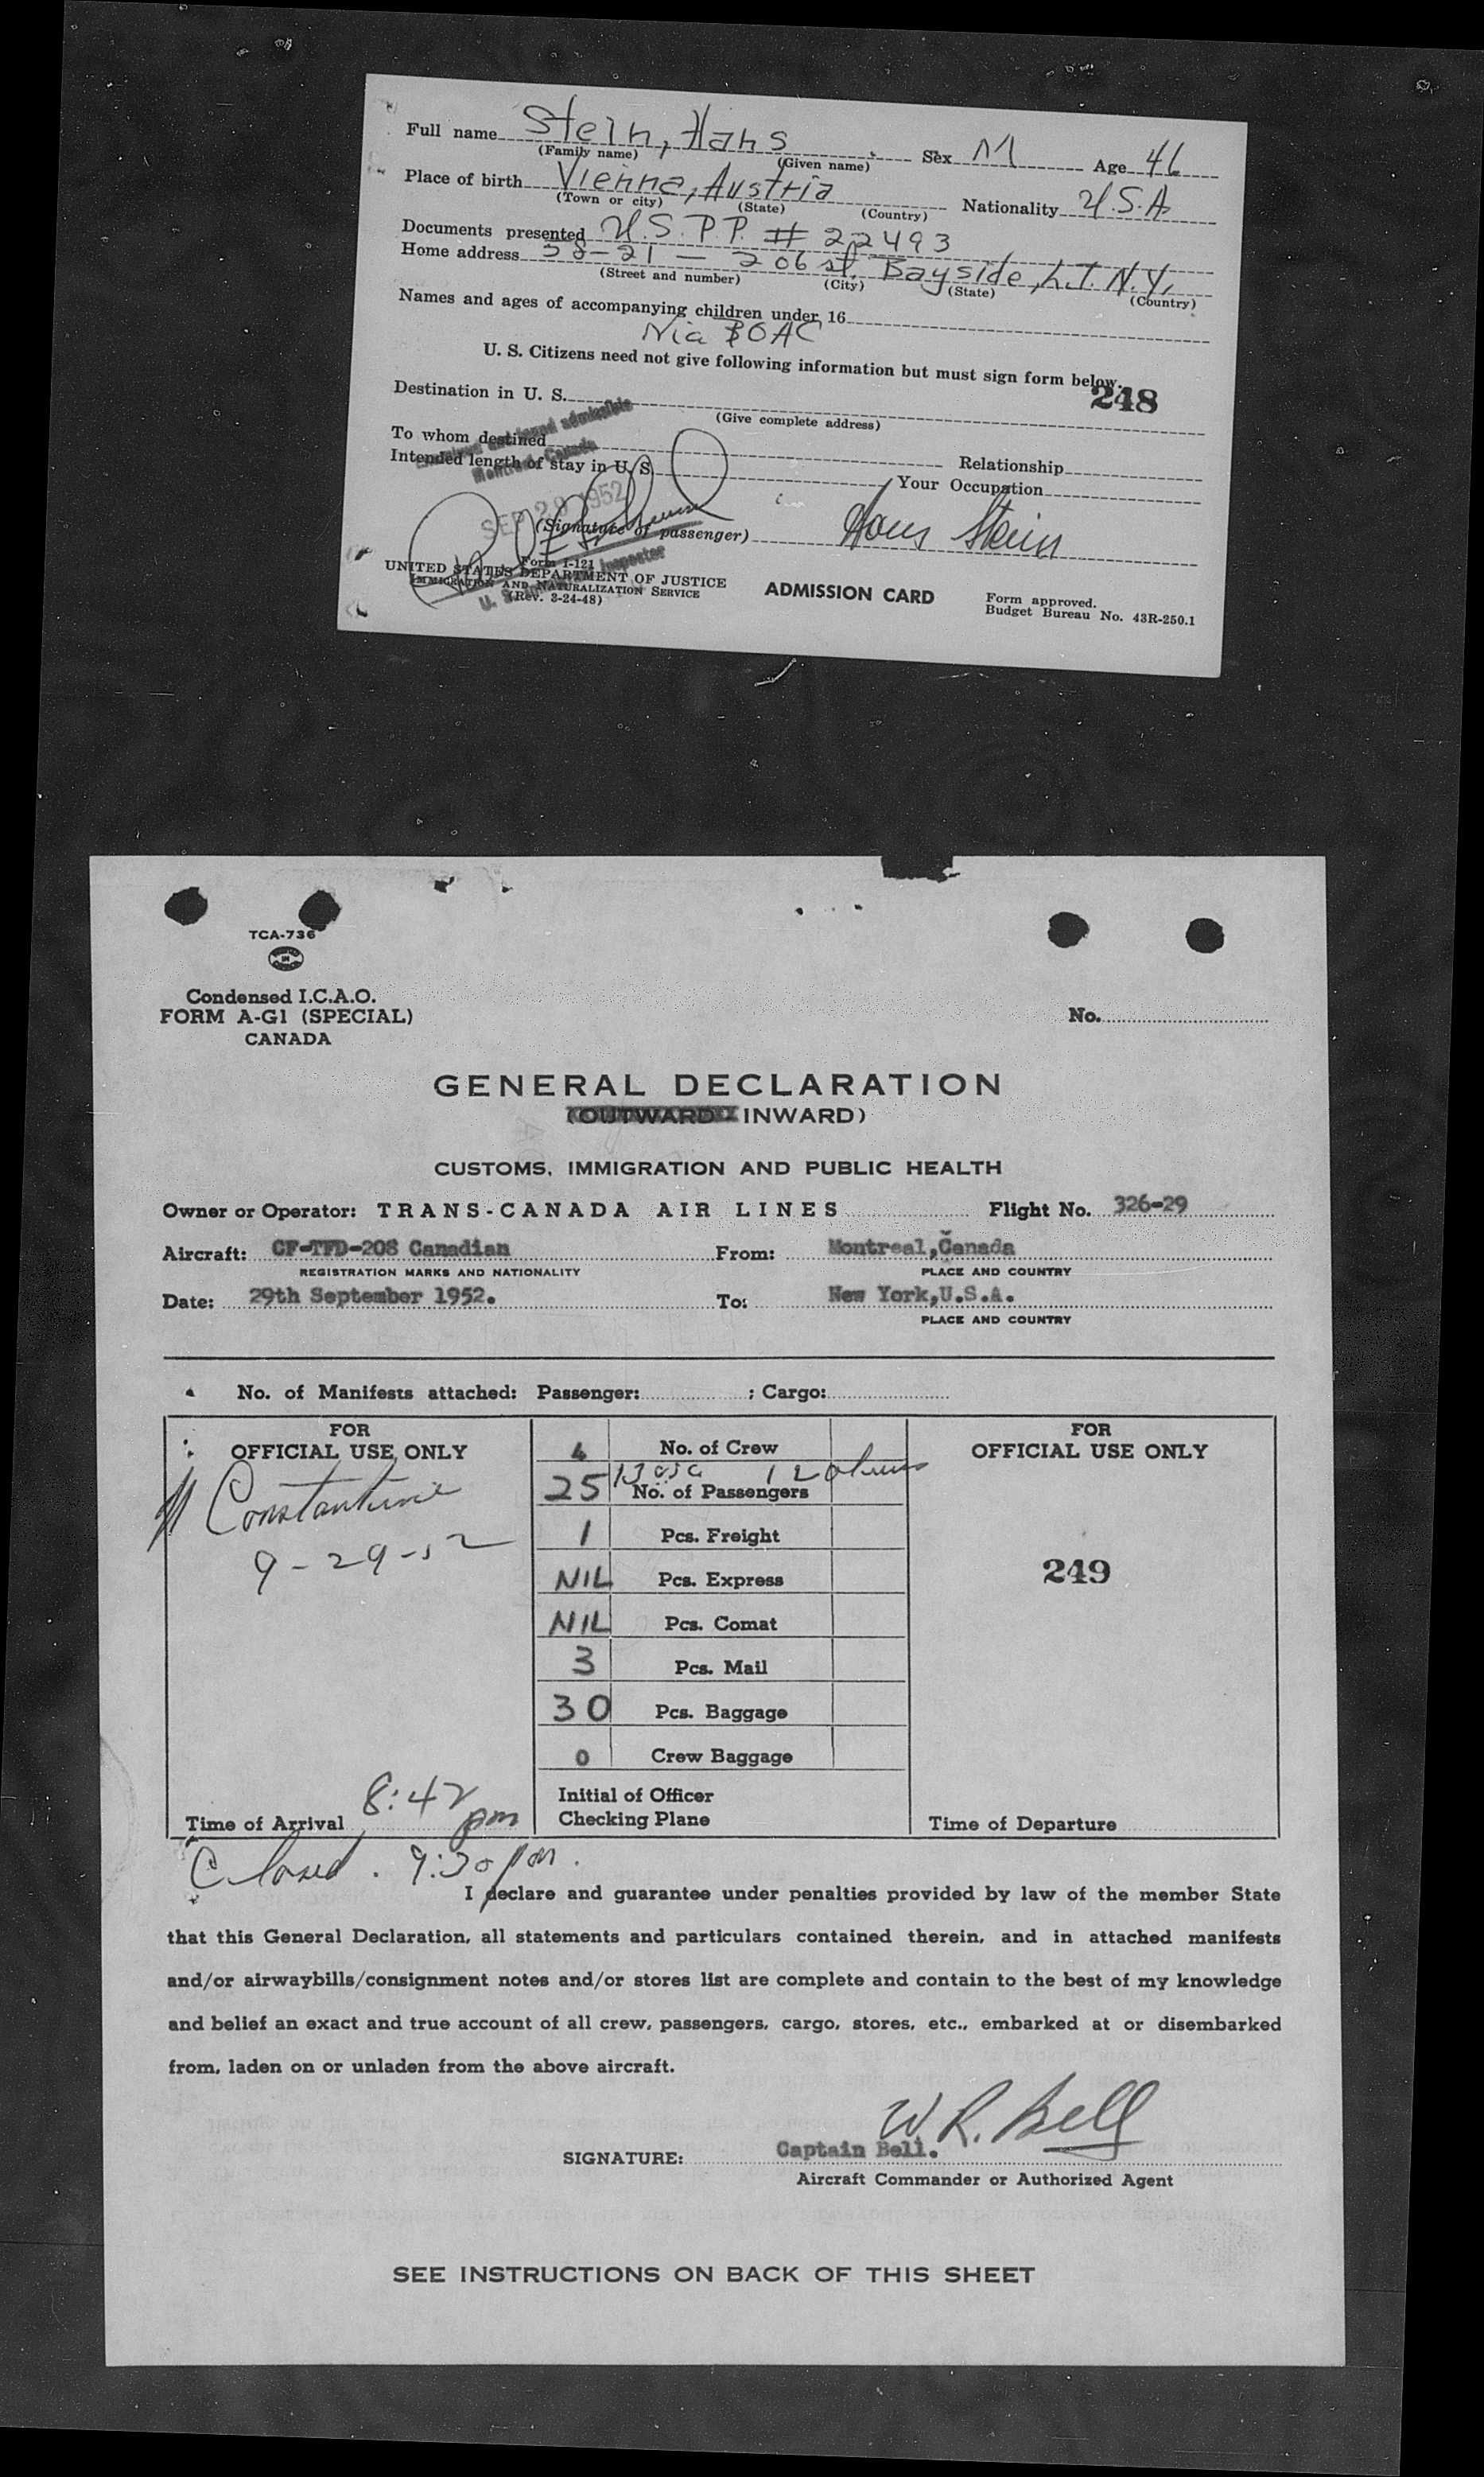 Full name Stein, Hans Sex M Age 46
(Family name) (Given name)
Place of birth Vienna, Austria Nationality U.S.A.
(Town or city) (State) (Country)
Documents presented U.S.P.P. # 22493
Home address 38-21 — 206 st. Bayside, L.I. N.Y.
(Street and number) (City) (State) (Country)
Names and ages of accompanying children under 16
Via BOAC
U. S. Citizens need not give following information but must sign form below.
248
Destination in U. S.
(Give complete address)
To whom destined Relationship
Intended length of stay in U. S. Your Occupation
admissible
Montreal Canada
SEP 29 1952
(Signature of passenger) Hans Stein
Inspector
Form I-121
UNITED STATES DEPARTMENT OF JUSTICE
IMMIGRATION AND NATURALIZATION SERVICE
(Rev. 3-24-48)
ADMISSION CARD
Form approved.
Budget Bureau No. 43R-250.1
TCA-736
Condensed I.C.A.O.
FORM A-G1 (SPECIAL)
CANADA
No.
GENERAL DECLARATION
(OUTWARD - INWARD)
CUSTOMS, IMMIGRATION AND PUBLIC HEALTH
Owner or Operator: TRANS-CANADA AIR LINES Flight No. 326-29
Aircraft: CF-TFD-208 Canadian From: Montreal, Canada
REGISTRATION MARKS AND NATIONALITY PLACE AND COUNTRY
Date: 29th September 1952. To: New York,U.S.A.
PLACE AND COUNTRY
No. of Manifests attached: Passenger: ; Cargo:
FOR
OFFICIAL USE ONLY
Constantine
9-29-52
Time of Arrival 8:42 pm
4 No. of Crew
13 usc 12 aliens
25 No. of Passengers
1 Pcs. Freight
NIL Pcs. Express
NIL Pcs. Comat
3 Pcs. Mail
30 Pcs. Baggage
0 Crew Baggage
Initial of Officer
Checking Plane
FOR
OFFICIAL USE ONLY
249
Time of Departure
Closed. 9:30 pm.
I declare and guarantee under penalties provided by law of the member State
that this General Declaration, all statements and particulars contained therein, and in attached manifests
and/or airwaybills/consignment notes and/or stores list are complete and contain to the best of my knowledge
and belief an exact and true account of all crew, passengers, cargo, stores, etc., embarked at or disembarked
from, laden on or unladen from the above aircraft.
W. R. Bell
SIGNATURE: Captain Bell.
Aircraft Commander or Authorized Agent
SEE INSTRUCTIONS ON BACK OF THIS SHEET